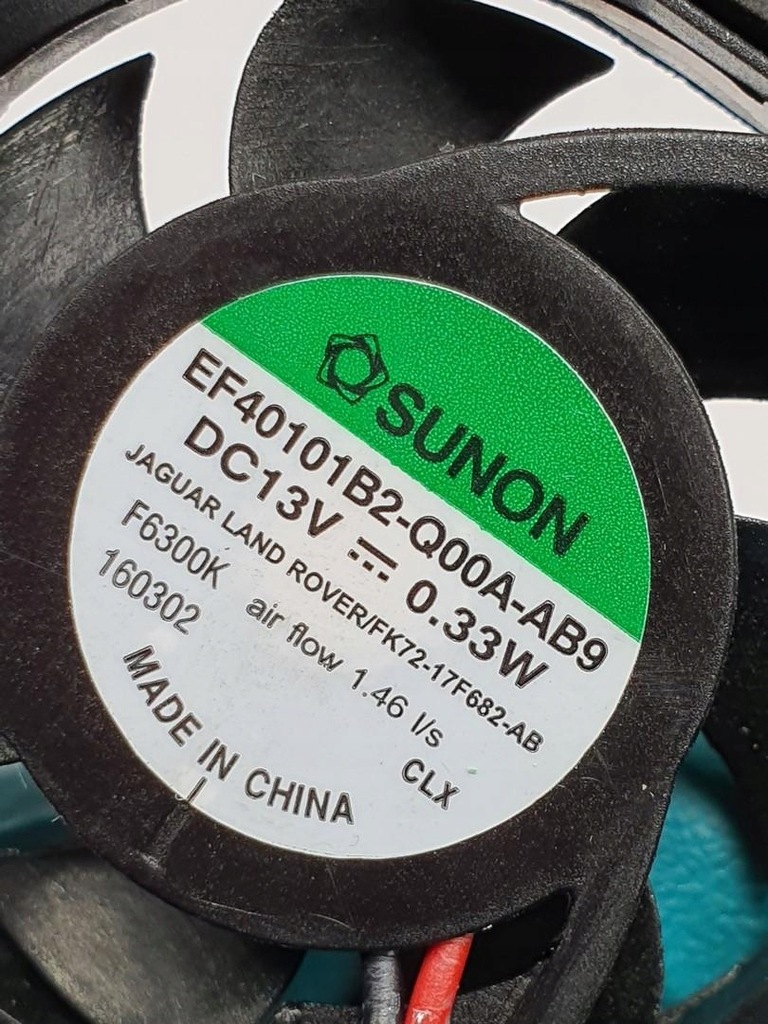 SUNON
EF40101B2-Q00A-AB9
DC13V ⎓ 0.33W
JAGUAR LAND ROVER/FK72-17F682-AB
F6300K air flow 1.46 l/s
160302 CLX
MADE IN CHINA